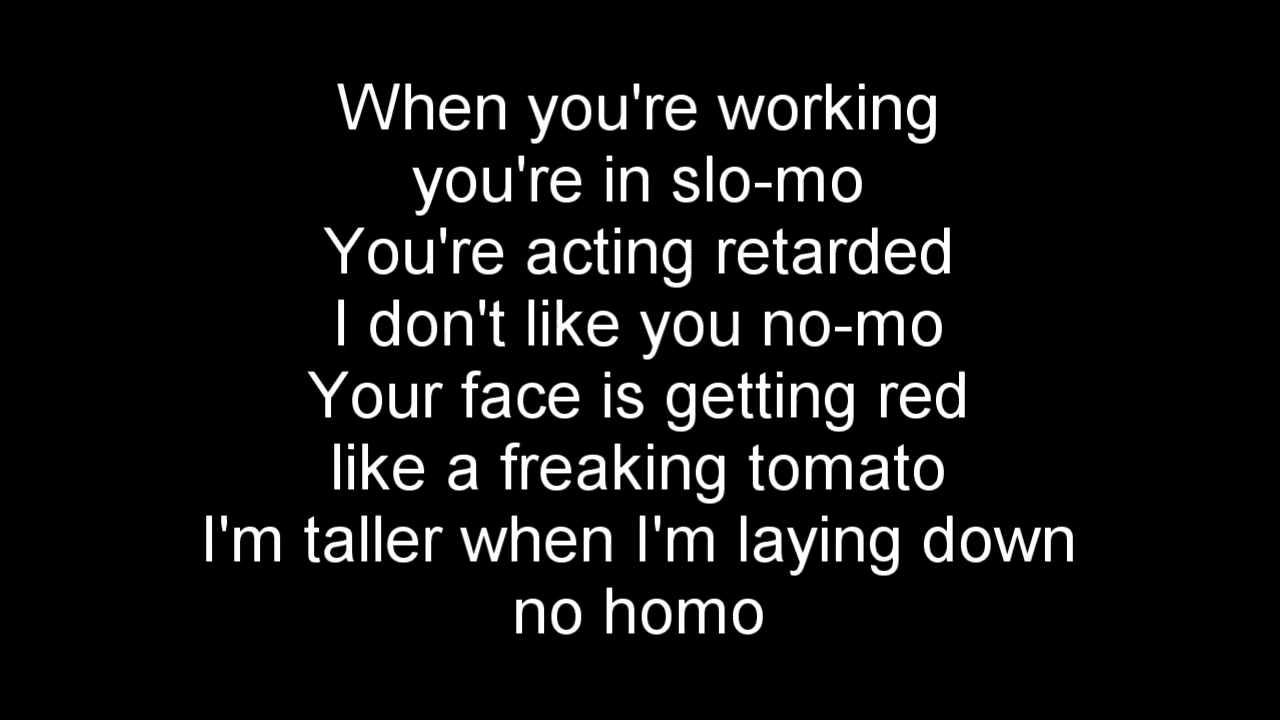 When you're working
you're in slo-mo
You're acting retarded
I don't like you no-mo
Your face is getting red
like a freaking tomato
I'm taller when I'm laying down
no homo